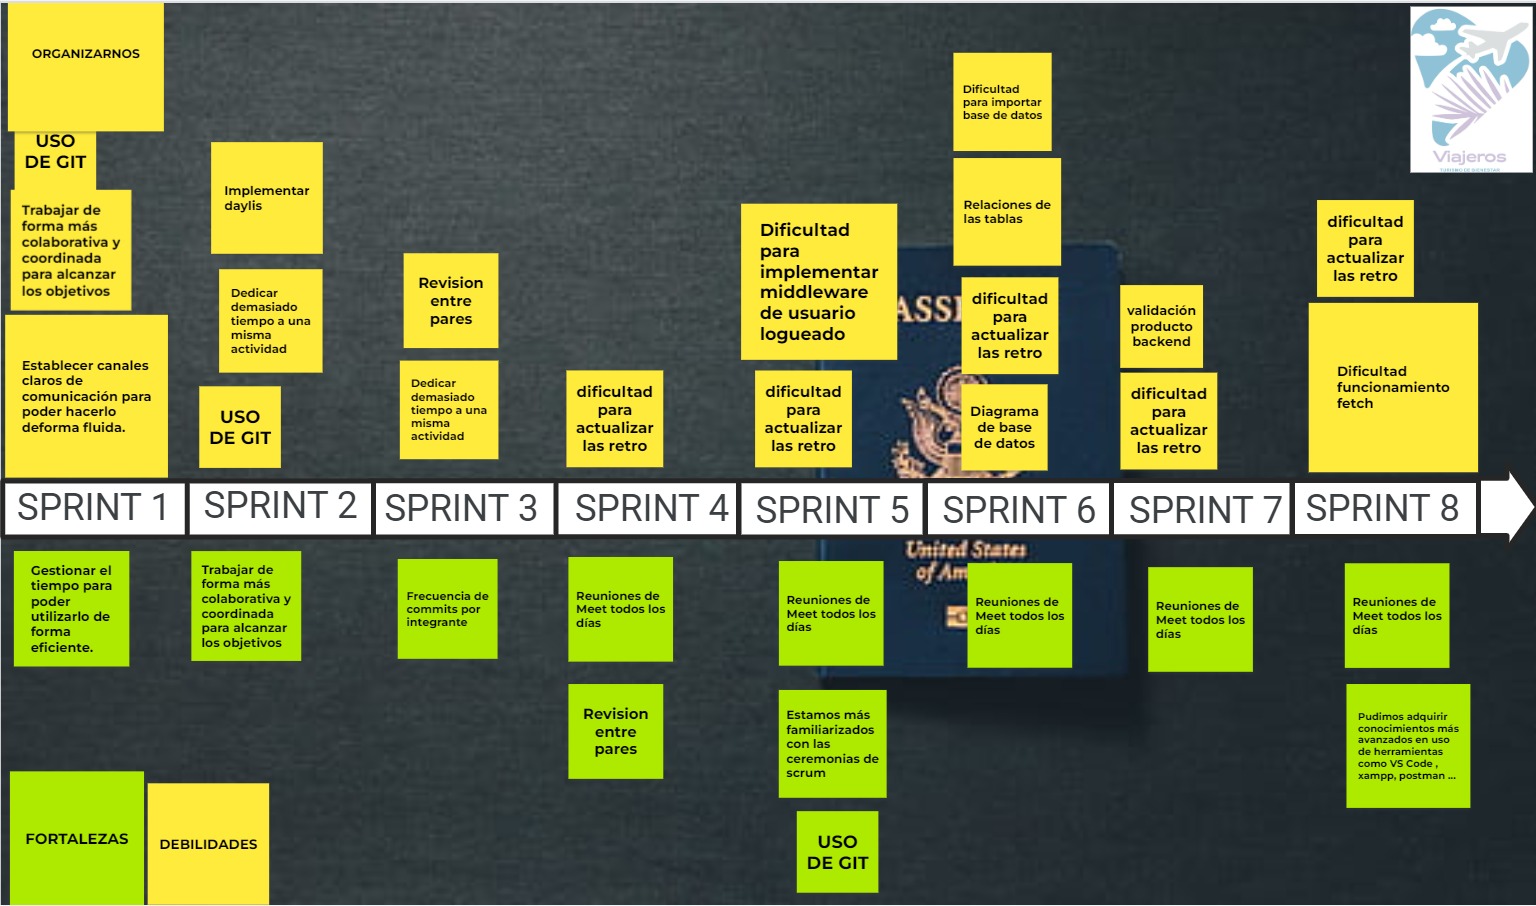 ORGANIZARNOS
USO
DE GIT
Trabajar de
forma más
colaborativa y
coordinada
para alcanzar
los objetivos
Establecer canales
claros de
comunicación para
poder hacerlo
deforma fluida.
Implementar
daylis
Dedicar
demasiado
tiempo a una
misma
actividad
USO
DE GIT
Revision
entre
pares
Dedicar
demasiado
tiempo a una
misma
actividad
dificultad
para
actualizar
las retro
Dificultad
para
implementar
middleware
de usuario
logueado
dificultad
para
actualizar
las retro
Dificultad
para importar
base de datos
Relaciones de
las tablas
dificultad
para
actualizar
las retro
Diagrama
de base
de datos
validación
producto
backend
dificultad
para
actualizar
las retro
dificultad
para
actualizar
las retro
Dificultad
funcionamiento
fetch
Viajeros
TURISMO DE BIENESTAR
ASS
SPRINT 1
SPRINT 2
SPRINT 3
SPRINT 4
SPRINT 5
SPRINT 6
SPRINT 7
SPRINT 8
United States
of Am
Gestionar el
tiempo para
poder
utilizarlo de
forma
eficiente.
Trabajar de
forma más
colaborativa y
coordinada
para alcanzar
los objetivos
Frecuencia de
commits por
integrante
Reuniones de
Meet todos los
días
Revision
entre
pares
Reuniones de
Meet todos los
días
Estamos más
familiarizados
con las
ceremonias de
scrum
USO
DE GIT
Reuniones de
Meet todos los
días
Reuniones de
Meet todos los
días
Reuniones de
Meet todos los
días
Pudimos adquirir
conocimientos más
avanzados en uso
de herramientas
como VS Code ,
xampp, postman ...
FORTALEZAS
DEBILIDADES